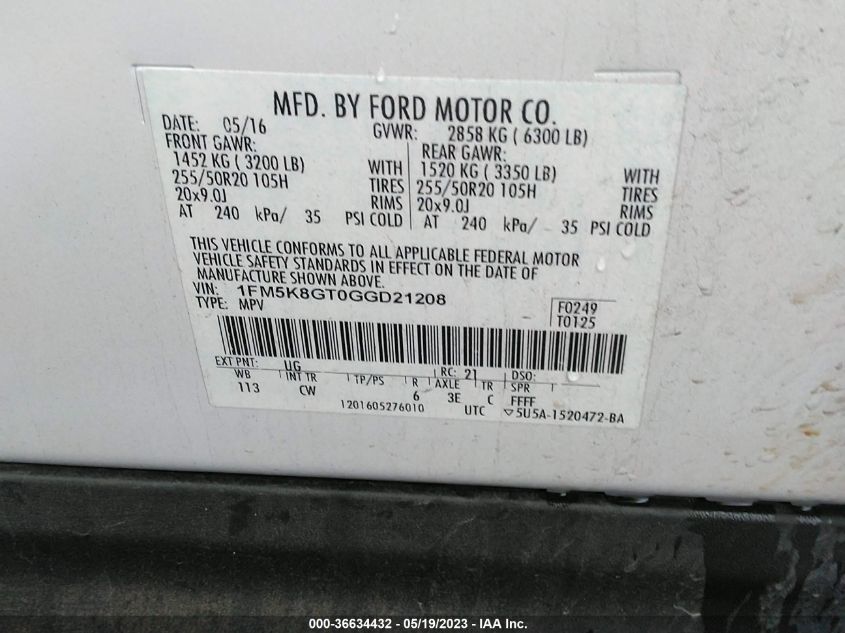 MFD. BY FORD MOTOR CO.
DATE: 05/16 GVWR: 2858 KG ( 6300 LB)
FRONT GAWR: REAR GAWR:
1452 KG ( 3200 LB) WITH 1520 KG ( 3350 LB) WITH
255/50R20 105H TIRES 255/50R20 105H TIRES
20x9.0J RIMS 20x9.0J RIMS
AT 240 kPa/ 35 PSI COLD AT 240 kPa/ 35 PSI COLD
THIS VEHICLE CONFORMS TO ALL APPLICABLE FEDERAL MOTOR
VEHICLE SAFETY STANDARDS IN EFFECT ON THE DATE OF
MANUFACTURE SHOWN ABOVE.
VIN: 1FM5K8GT0GGD21208
TYPE: MPV
F0249
T0125
EXT PNT: UG RC: 21 DSO:
WB INT TR TP/PS R AXLE TR SPR
113 CW 6 3E C FFFF
1201605276010 UTC ▽5U5A-1520472-BA
000-36634432 - 05/19/2023 - IAA Inc.